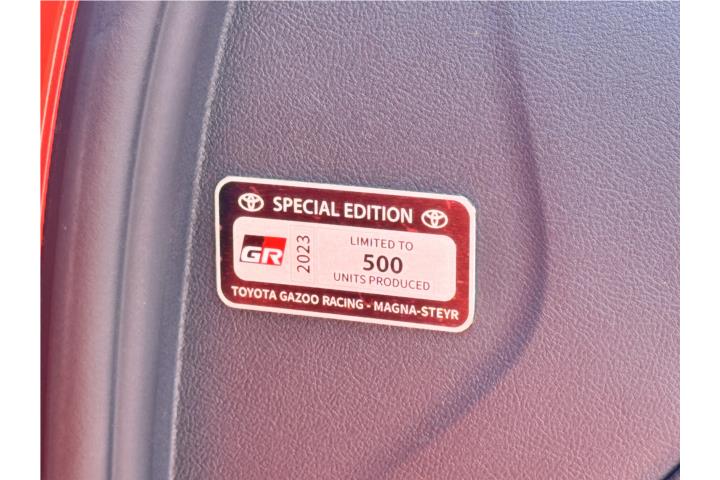 SPECIAL EDITION
GR
2023
LIMITED TO
500
UNITS PRODUCED
TOYOTA GAZOO RACING - MAGNA-STEYR